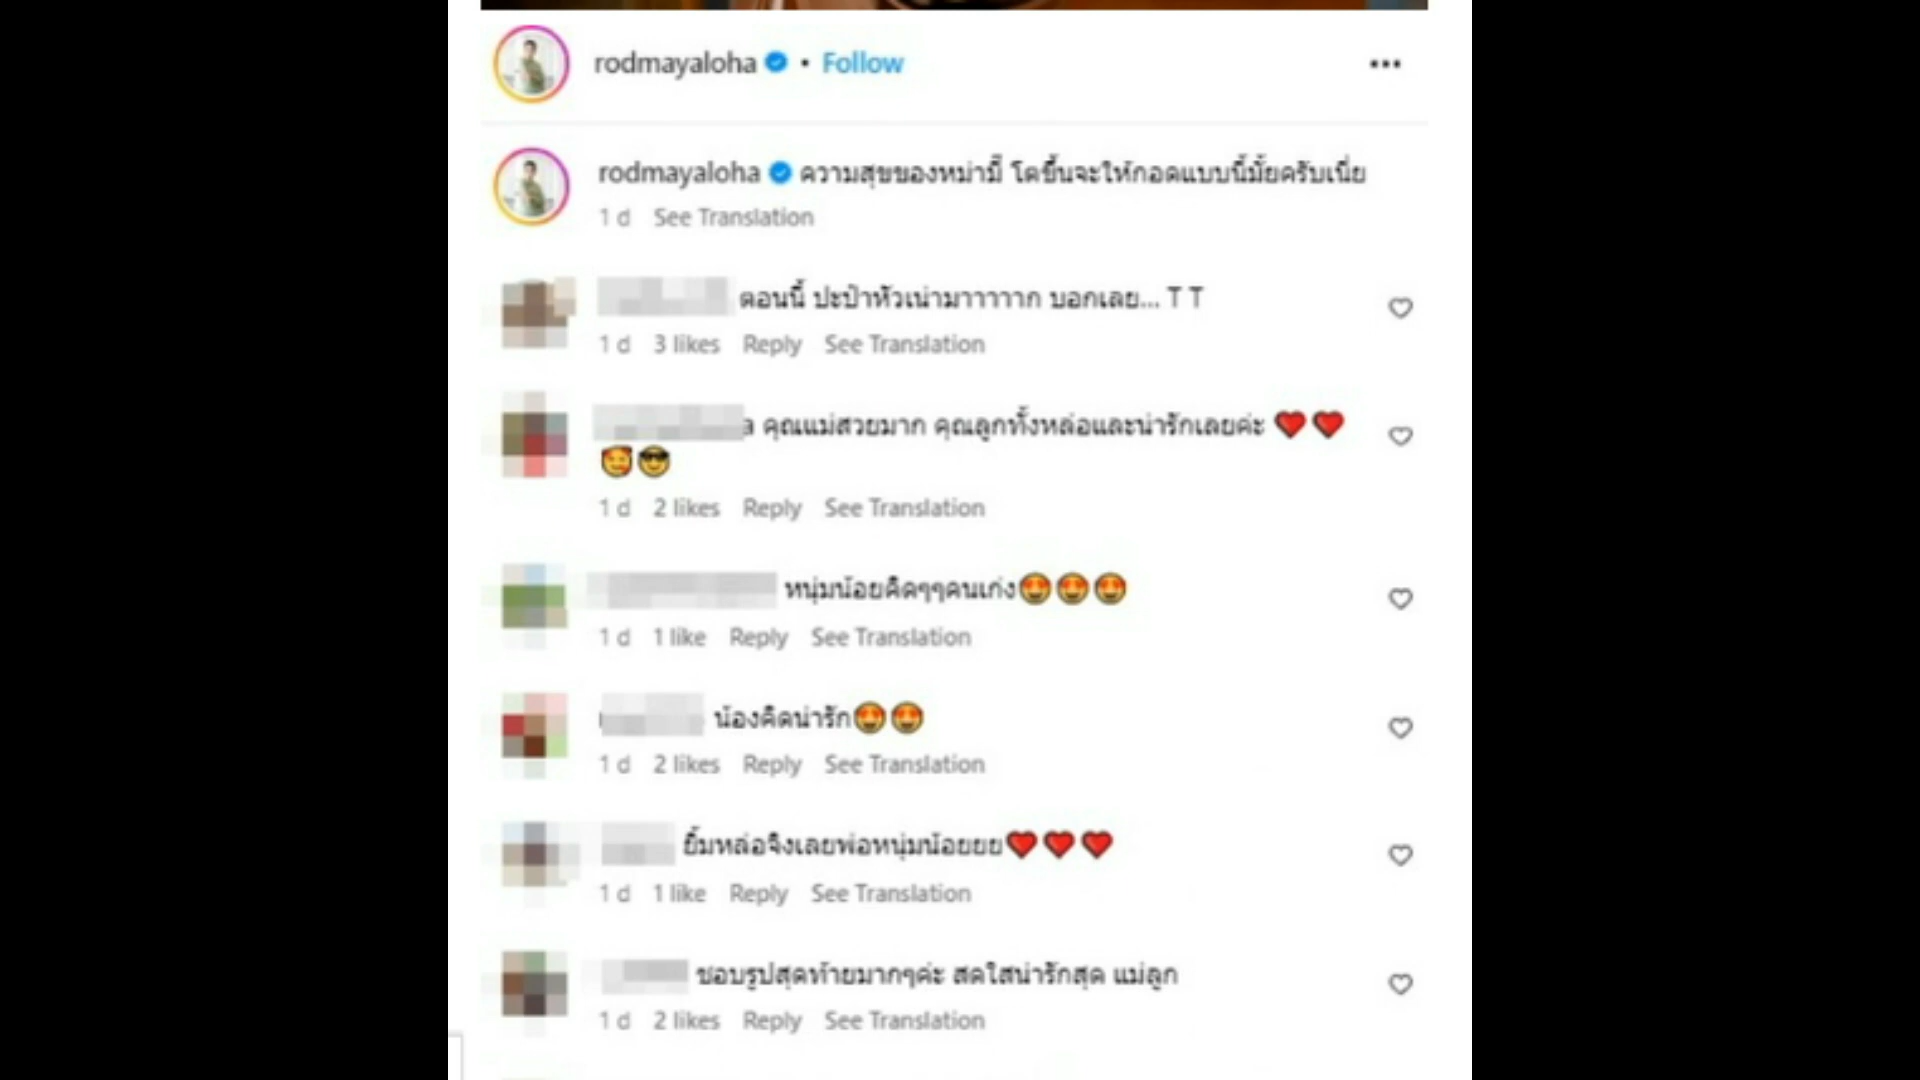 rodmayaloha • Follow
rodmayaloha ความสุขของหม่ามี๊ โตขึ้นจะให้กอดแบบนี้มั้ยครับเนี่ย
1 d See Translation
ตอนนี้ ปะป๊าหัวเน่ามาาาาาก บอกเลย... T T
1 d 3 likes Reply See Translation
a คุณแม่สวยมาก คุณลูกทั้งหล่อและน่ารักเลยค่ะ ❤️❤️
🥰😎
1 d 2 likes Reply See Translation
หนุ่มน้อยคิดๆๆคนเก่ง😍😍😍
1 d 1 like Reply See Translation
น้องคิดน่ารัก😍😍
1 d 2 likes Reply See Translation
ยิ้มหล่อจิงเลยพ่อหนุ่มน้อยยย❤️❤️❤️
1 d 1 like Reply See Translation
ชอบรูปสุดท้ายมากๆค่ะ สดใสน่ารักสุด แม่ลูก
1 d 2 likes Reply See Translation